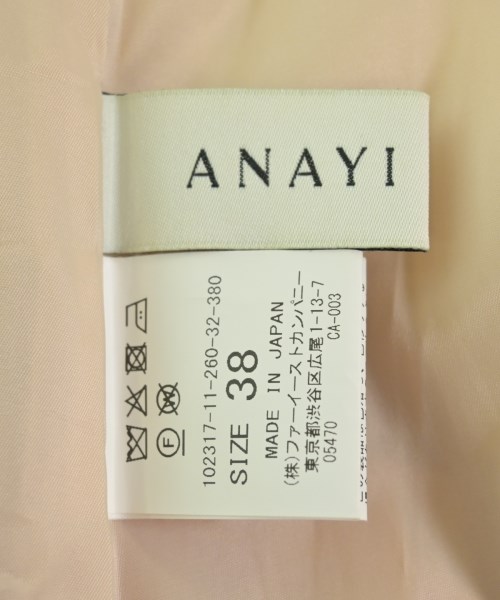 ANAYI
102317-11-260-32-380
SIZE 38
MADE IN JAPAN
(株)ファーイーストカンパニー
東京都渋谷区広尾1-13-7
05470 CA-003